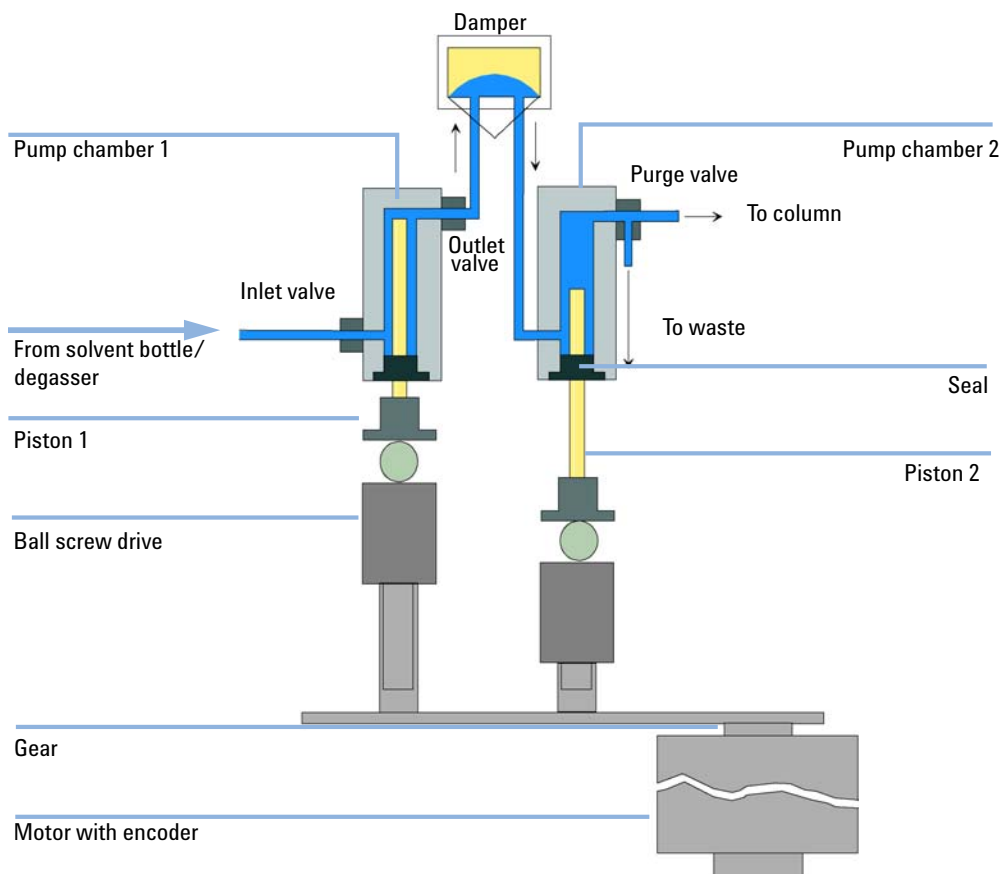 Damper
Pump chamber 1
Pump chamber 2
Purge valve
To column
Outlet
valve
Inlet valve
To waste
From solvent bottle/
degasser
Seal
Piston 1
Piston 2
Ball screw drive
Gear
Motor with encoder